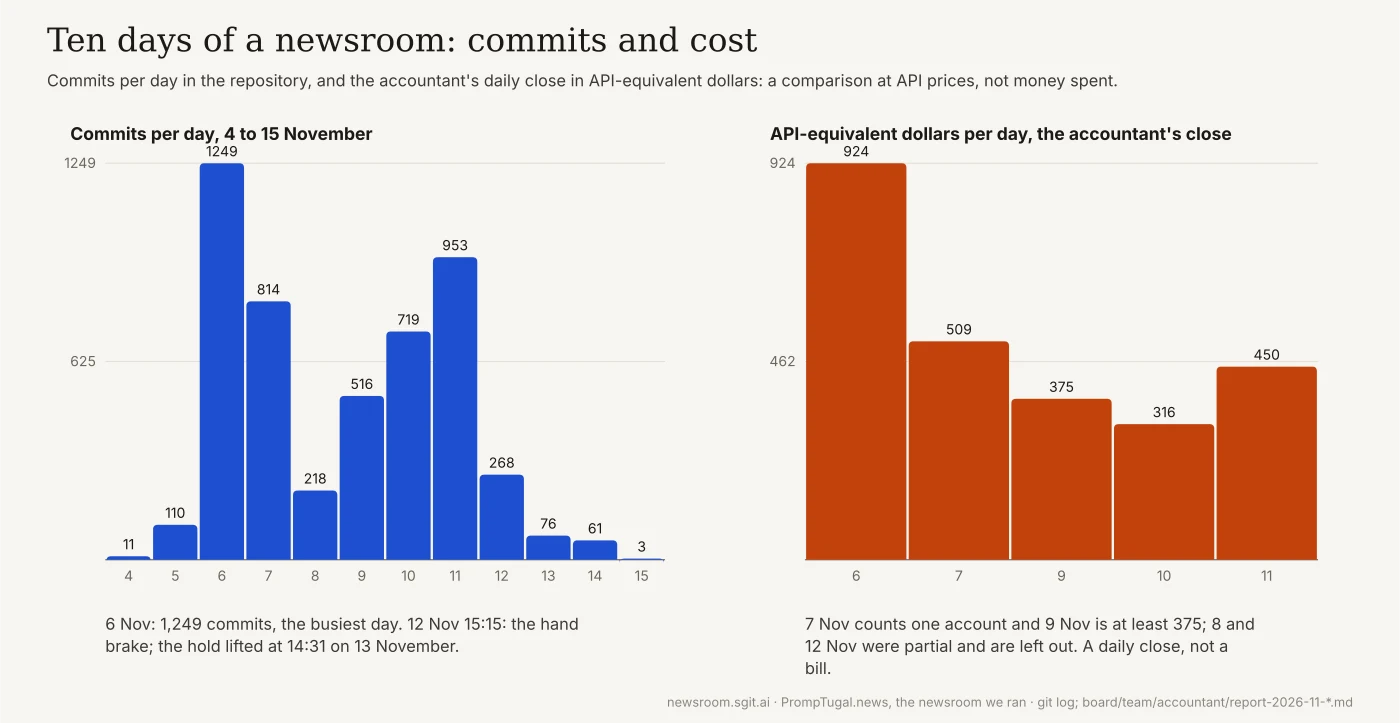 Ten days of a newsroom: commits and cost
Commits per day in the repository, and the accountant's daily close in API-equivalent dollars: a comparison at API prices, not money spent.
Commits per day, 4 to 15 November
1249
1249
953
814
719
625
516
268
218
110
76
61
11
3
4 5 6 7 8 9 10 11 12 13 14 15
6 Nov: 1,249 commits, the busiest day. 12 Nov 15:15: the hand
brake; the hold lifted at 14:31 on 13 November.
API-equivalent dollars per day, the accountant's close
924
924
509
462
450
375
316
6 7 9 10 11
7 Nov counts one account and 9 Nov is at least 375; 8 and
12 Nov were partial and are left out. A daily close, not a
bill.
newsroom.sgit.ai · PrompTugal.news, the newsroom we ran · git log; board/team/accountant/report-2026-11-*.md